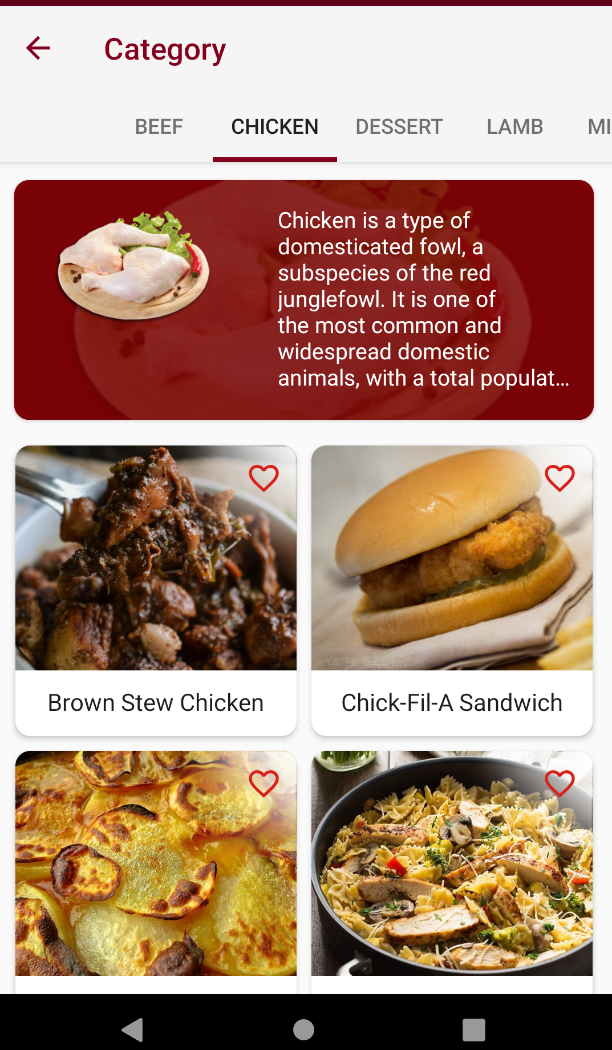 Category
BEEF
CHICKEN
DESSERT
LAMB
MI
Chicken is a type of
domesticated fowl, a
subspecies of the red
junglefowl. It is one of
the most common and
widespread domestic
animals, with a total populat...
Brown Stew Chicken
Chick-Fil-A Sandwich